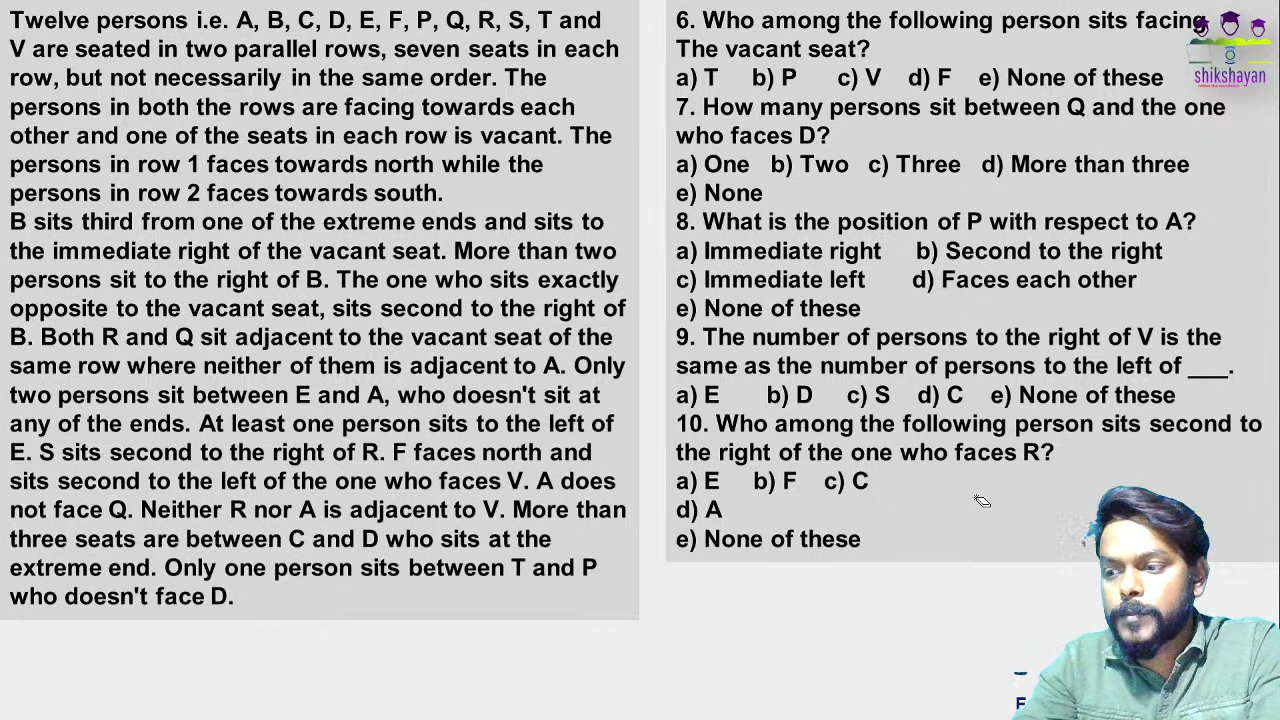 Twelve persons i.e. A, B, C, D, E, F, P, Q, R, S, T and
V are seated in two parallel rows, seven seats in each
row, but not necessarily in the same order. The
persons in both the rows are facing towards each
other and one of the seats in each row is vacant. The
persons in row 1 faces towards north while the
persons in row 2 faces towards south.
B sits third from one of the extreme ends and sits to
the immediate right of the vacant seat. More than two
persons sit to the right of B. The one who sits exactly
opposite to the vacant seat, sits second to the right of
B. Both R and Q sit adjacent to the vacant seat of the
same row where neither of them is adjacent to A. Only
two persons sit between E and A, who doesn't sit at
any of the ends. At least one person sits to the left of
E. S sits second to the right of R. F faces north and
sits second to the left of the one who faces V. A does
not face Q. Neither R nor A is adjacent to V. More than
three seats are between C and D who sits at the
extreme end. Only one person sits between T and P
who doesn't face D.
6. Who among the following person sits facing
The vacant seat?
a) T b) P c) V d) F e) None of these
7. How many persons sit between Q and the one
who faces D?
a) One b) Two c) Three d) More than three
e) None
8. What is the position of P with respect to A?
a) Immediate right b) Second to the right
c) Immediate left d) Faces each other
e) None of these
9. The number of persons to the right of V is the
same as the number of persons to the left of ___.
a) E b) D c) S d) C e) None of these
10. Who among the following person sits second to
the right of the one who faces R?
a) E b) F c) C
d) A
e) None of these
shikshayan